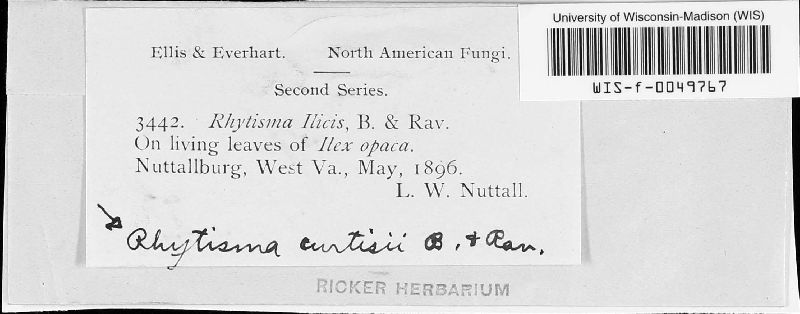 University of Wisconsin-Madison (WIS)
WIS-f-0049767
Ellis & Everhart. North American Fungi.
Second Series.
3442. Rhytisma Ilicis, B. & Rav.
On living leaves of Ilex opaca.
Nuttallburg, West Va., May, 1896.
L. W. Nuttall.
Rhytisma curtisii B. & Rav.
RICKER HERBARIUM